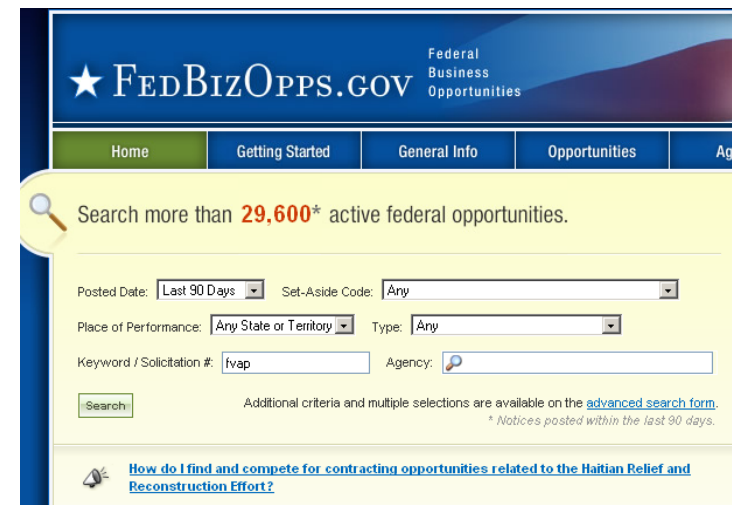 ★ FEDBIZOPPS.GOV
Federal
Business
Opportunities
Home Getting Started General Info Opportunities Ag
Search more than 29,600* active federal opportunities.
Posted Date: Last 90 Days Set-Aside Code: Any
Place of Performance: Any State or Territory Type: Any
Keyword / Solicitation #: fvap Agency:
Search Additional criteria and multiple selections are available on the advanced search form.
* Notices posted within the last 90 days.
How do I find and compete for contracting opportunities related to the Haitian Relief and
Reconstruction Effort?